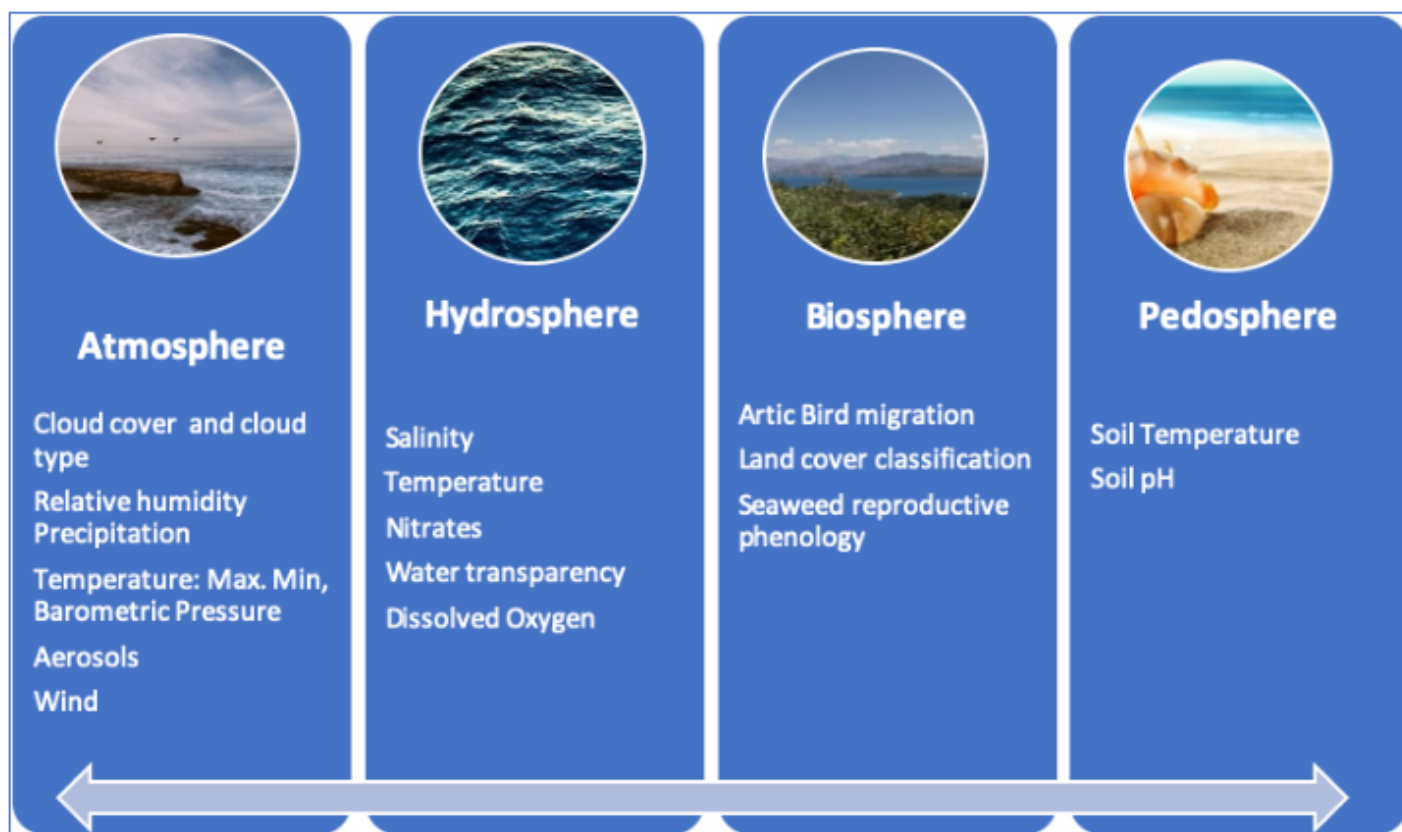 Atmosphere
Cloud cover and cloud
type
Relative humidity
Precipitation
Temperature: Max. Min,
Barometric Pressure
Aerosols
Wind
Hydrosphere
Salinity
Temperature
Nitrates
Water transparency
Dissolved Oxygen
Biosphere
Artic Bird migration
Land cover classification
Seaweed reproductive
phenology
Pedosphere
Soil Temperature
Soil pH